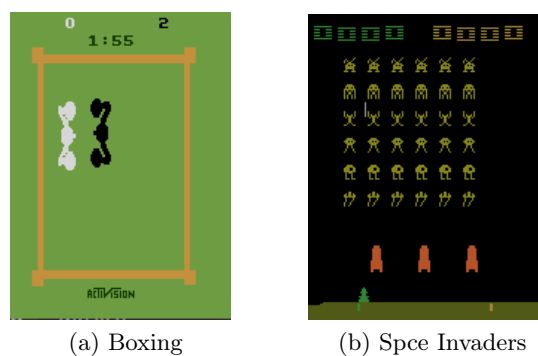 0 2
1:55
ACTIVISION
0000 0000
(a) Boxing
(b) Spce Invaders